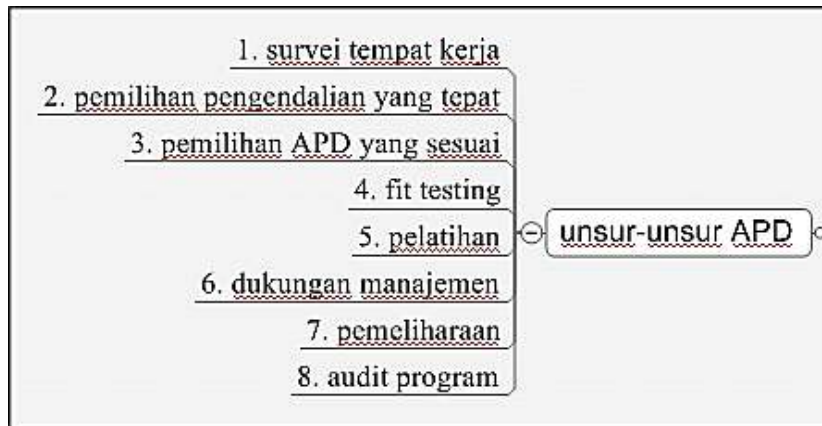 1. survei tempat kerja
2. pemilihan pengendalian yang tepat
3. pemilihan APD yang sesuai
4. fit testing
5. pelatihan
6. dukungan manajemen
7. pemeliharaan
8. audit program
unsur-unsur APD